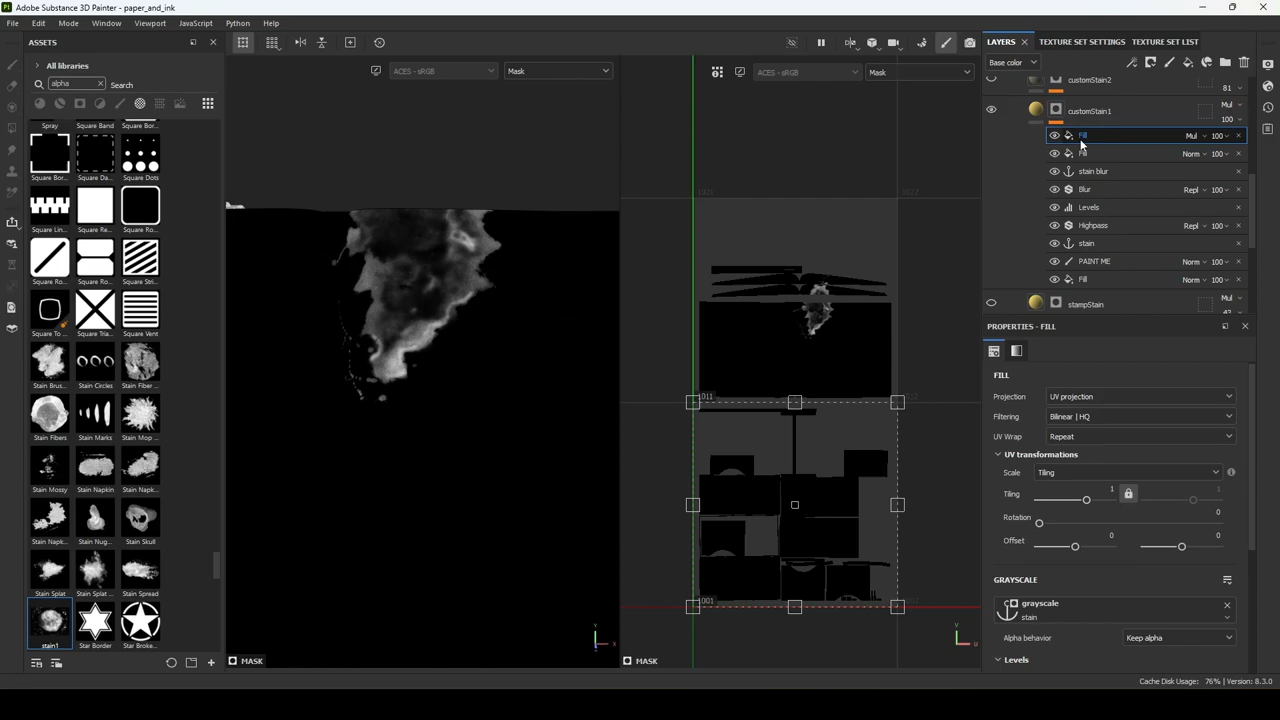 Adobe Substance 3D Painter - paper_and_ink
File Edit Mode Window Viewport JavaScript Python Help
ASSETS
All libraries
alpha
Search
Spray Square Band Square Bor...
Square Bor... Square Das... Square Dots
Square Lin... Square Re... Square Ro...
Square Ro... Square Ro... Square Stri...
Square To ... Square Tria... Square Vent
Stain Brus... Stain Circles Stain Fiber ...
Stain Fibers Stain Marks Stain Mop ...
Stain Mossy Stain Napkin Stain Napk...
Stain Napk... Stain Nug... Stain Skull
Stain Splat Stain Splat ... Stain Spread
stain1 Star Border Star Broke...
ACES - sRGB
Mask
ACES - sRGB
Mask
1021
1022
1011
1012
1001
1002
MASK
MASK
LAYERS
TEXTURE SET SETTINGS
TEXTURE SET LIST
Base color
customStain2
81
customStain1
Mul
100
Fill Mul 100
Fill Norm 100
stain blur
Blur Repl 100
Levels
Highpass Repl 100
stain
PAINT ME Norm 100
Fill Norm 100
stampStain
Mul
PROPERTIES - FILL
FILL
Projection UV projection
Filtering Bilinear | HQ
UV Wrap Repeat
UV transformations
Scale Tiling
Tiling 1 1
Rotation 0
Offset 0 0
GRAYSCALE
grayscale
stain
Alpha behavior Keep alpha
Levels
Cache Disk Usage: 76% | Version: 8.3.0